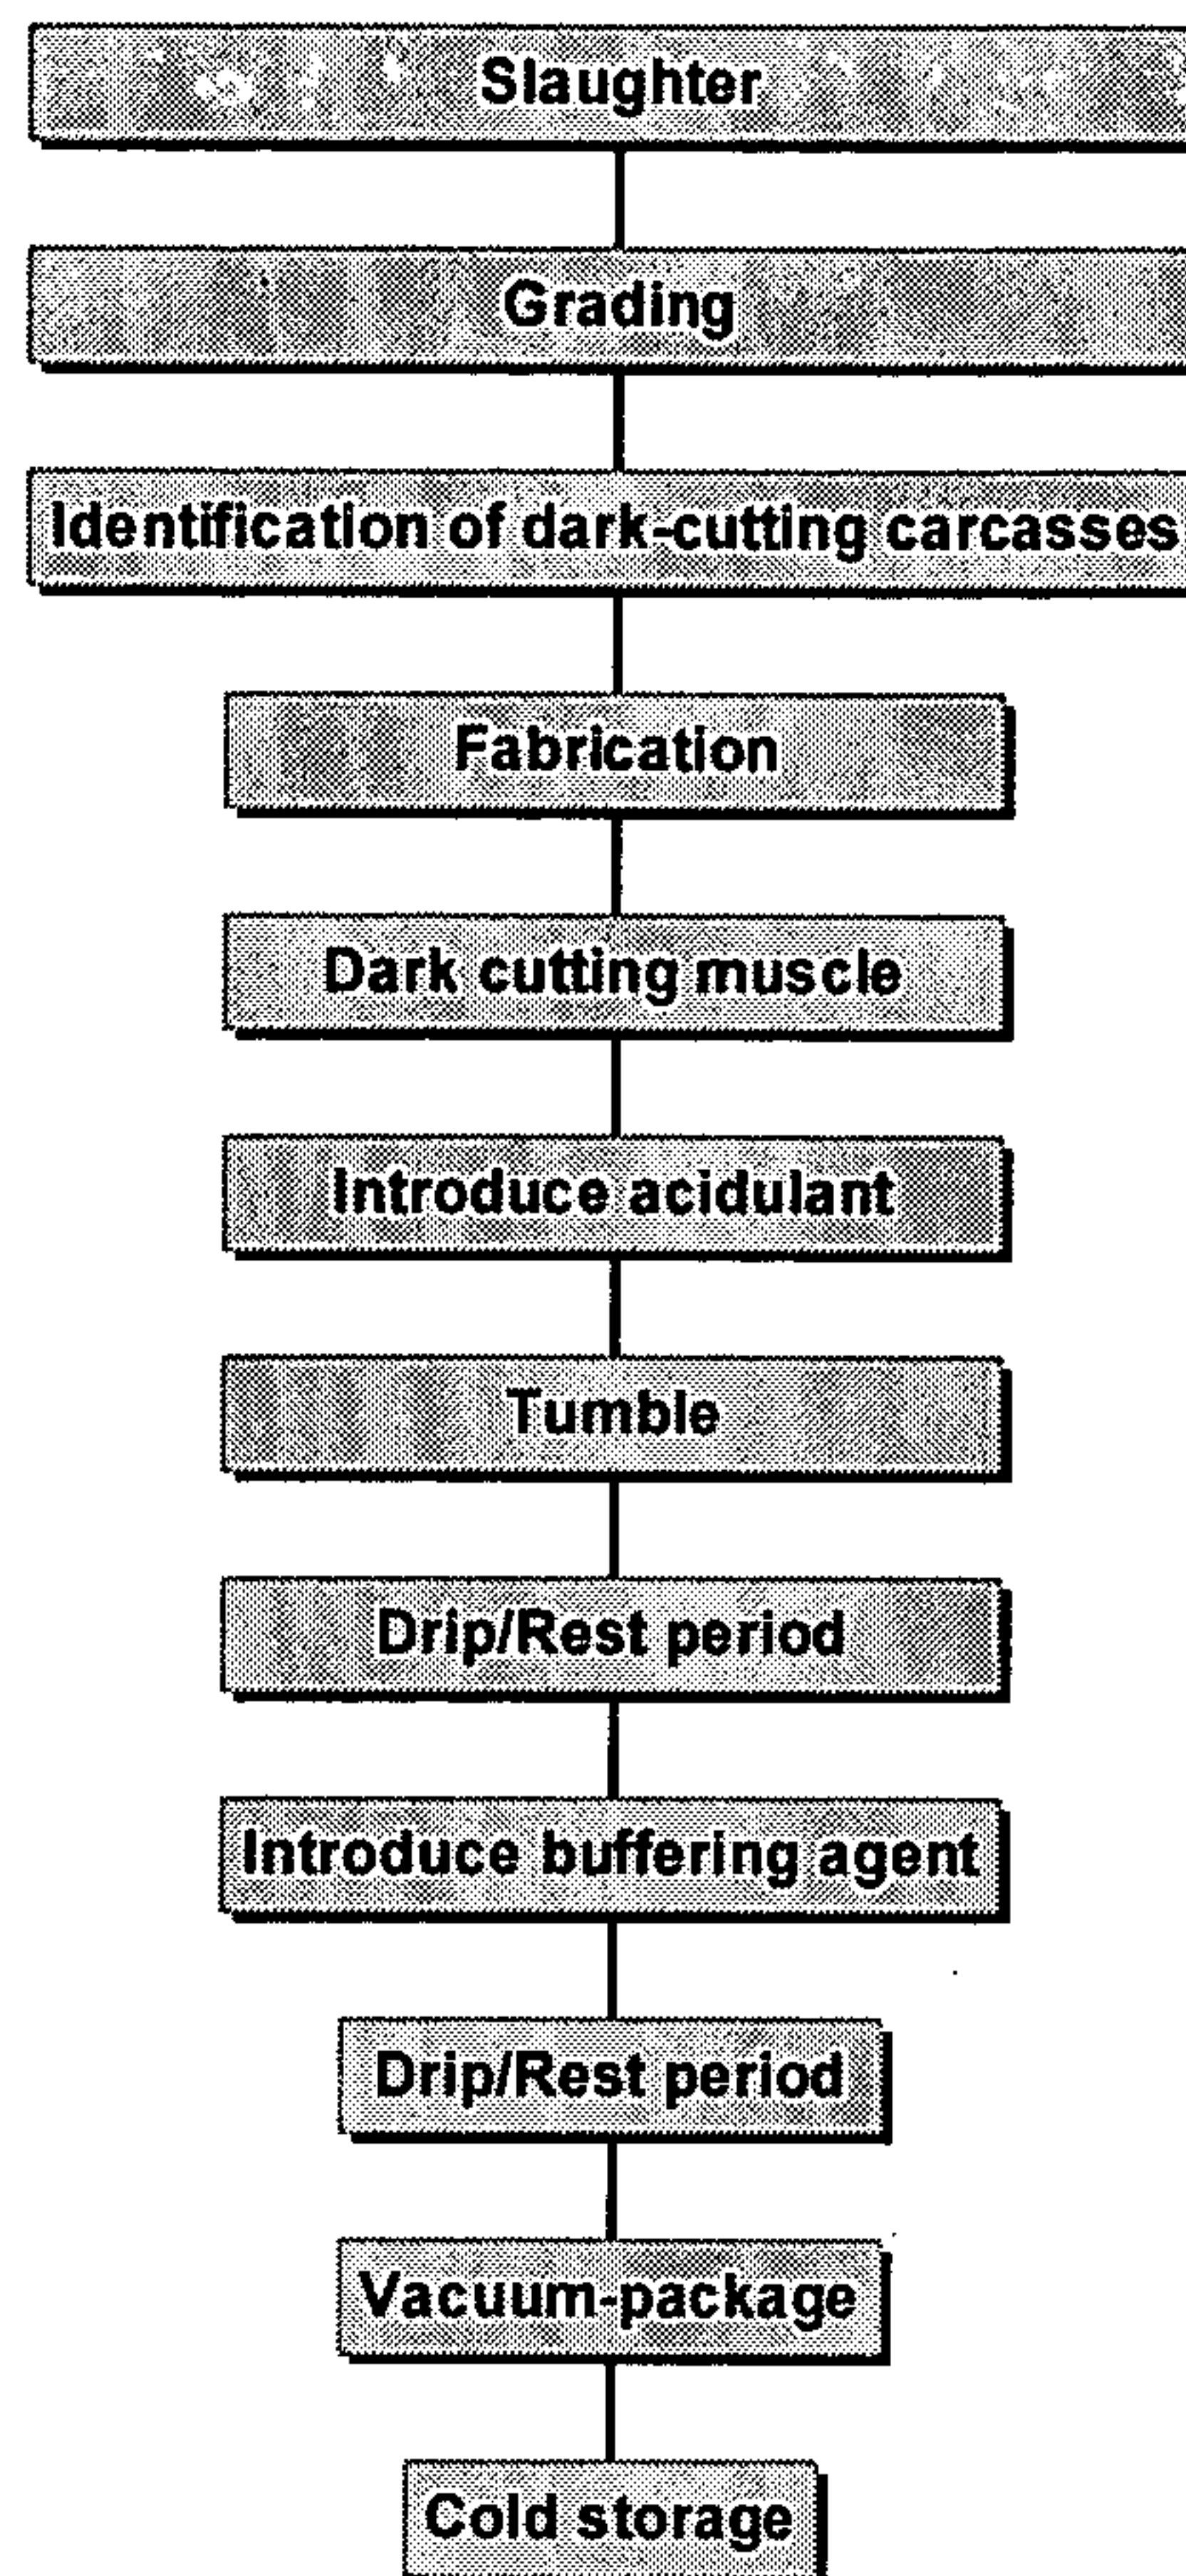 Slaughter
Grading
Identification of dark-cutting carcasses
Fabrication
Dark cutting muscle
Introduce acidulant
Tumble
Drip/Rest period
Introduce buffering agent
Drip/Rest period
Vacuum-package
Cold storage